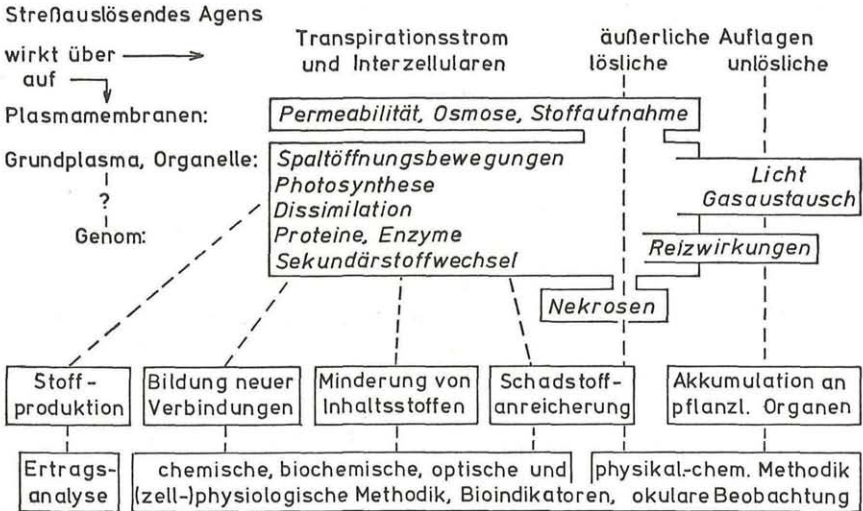 Streßauslösendes Agens
wirkt über
auf
Transpirationsstrom
und Interzellularen
äußerliche Auflagen
lösliche unlösliche
Plasmamembranen:
Permeabilität, Osmose, Stoffaufnahme
Grundplasma, Organelle:
?
Genom:
Spaltöffnungsbewegungen
Photosynthese
Dissimilation
Proteine, Enzyme
Sekundärstoffwechsel
Licht
Gasaustausch
Reizwirkungen
Nekrosen
Stoff-
produktion
Bildung neuer
Verbindungen
Minderung von
Inhaltsstoffen
Schadstoff-
anreicherung
Akkumulation an
pflanzl. Organen
Ertrags-
analyse
chemische, biochemische, optische und
(zell-)physiologische Methodik, Bioindikatoren,
physikal.-chem. Methodik
okulare Beobachtung